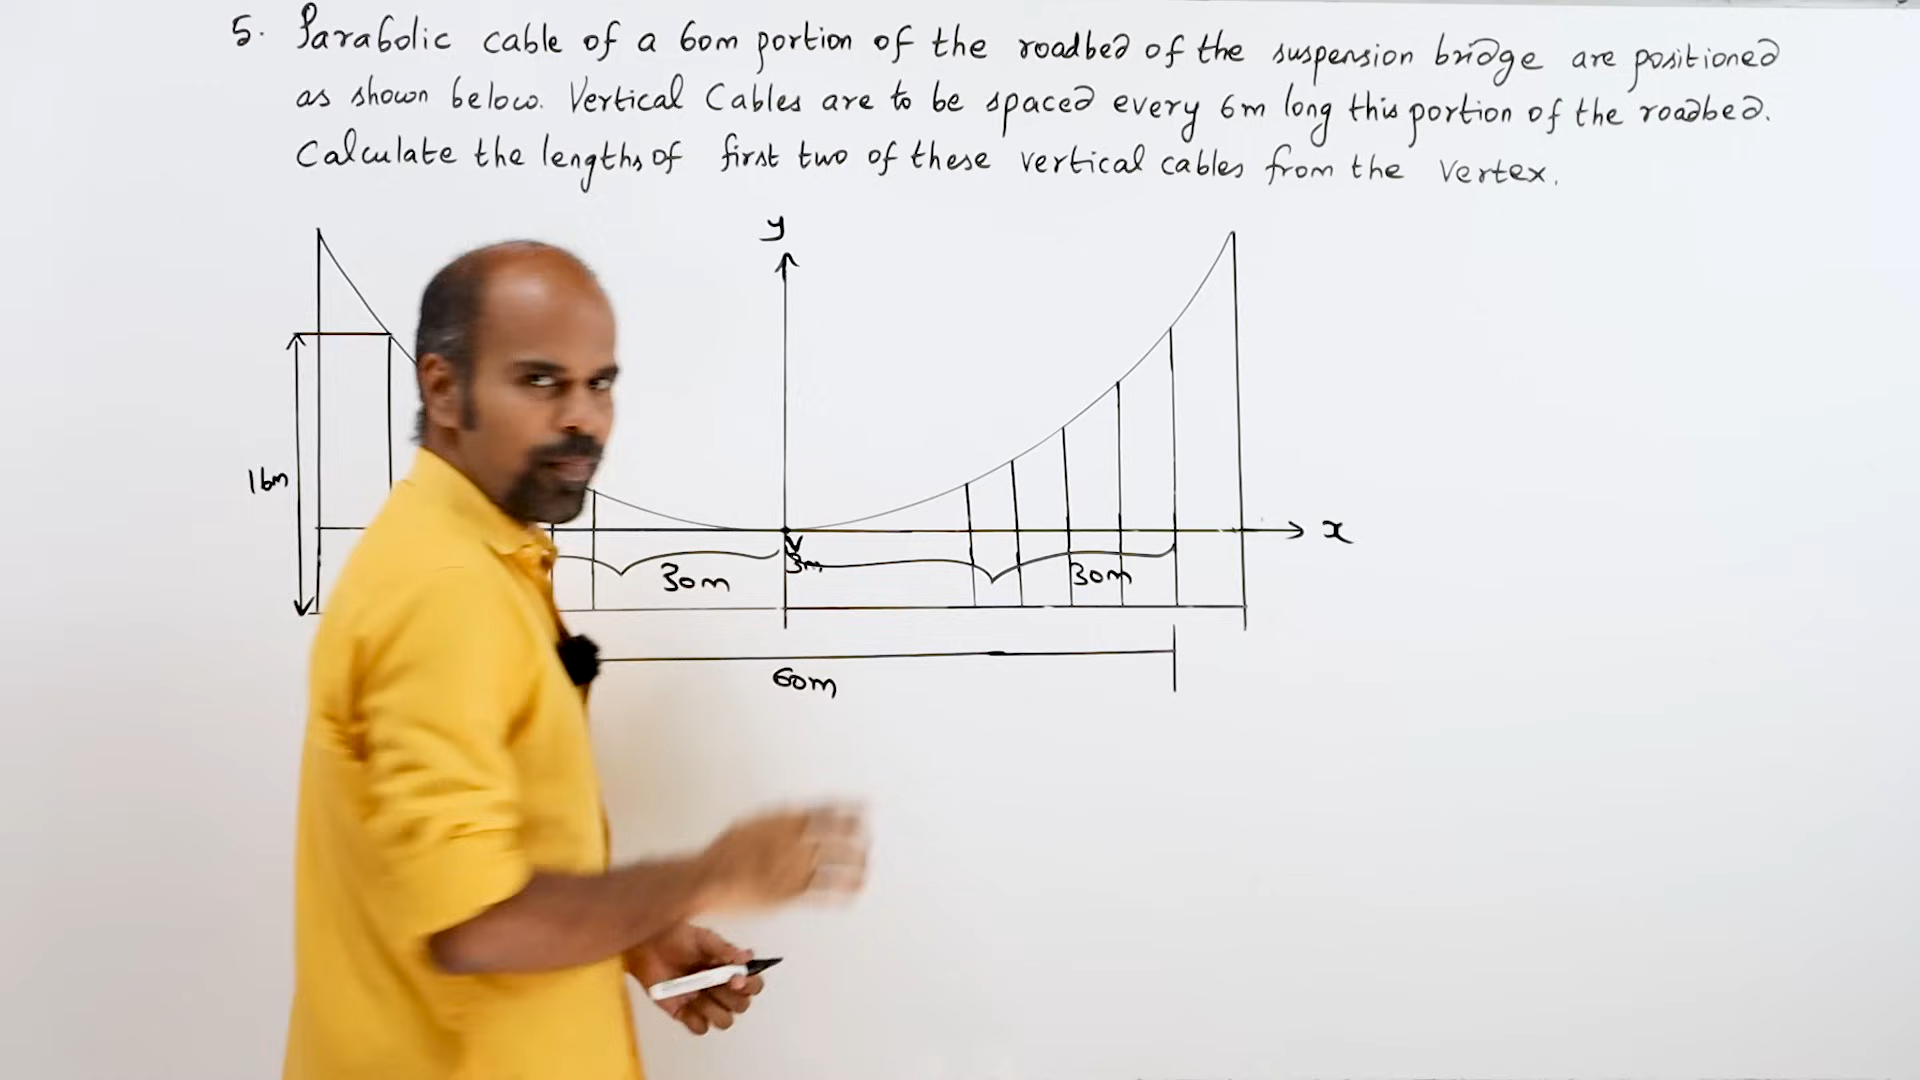 5. Parabolic cable of a 60m portion of the roadbed of the suspension bridge are positioned
as shown below. Vertical Cables are to be spaced every 6m long this portion of the roadbed.
Calculate the lengths of first two of these vertical cables from the vertex.
y
16m
x
3m
30m
30m
60m